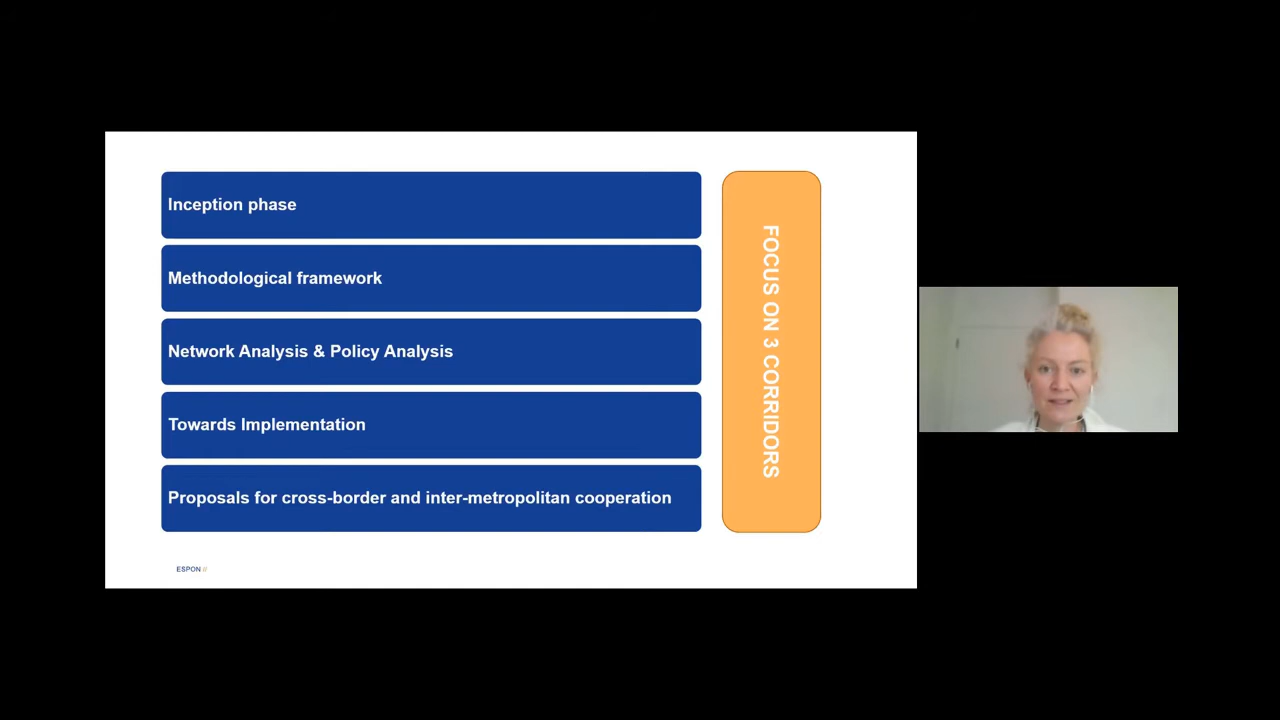 Inception phase
Methodological framework
Network Analysis & Policy Analysis
Towards Implementation
Proposals for cross-border and inter-metropolitan cooperation
FOCUS ON 3 CORRIDORS
ESPON //